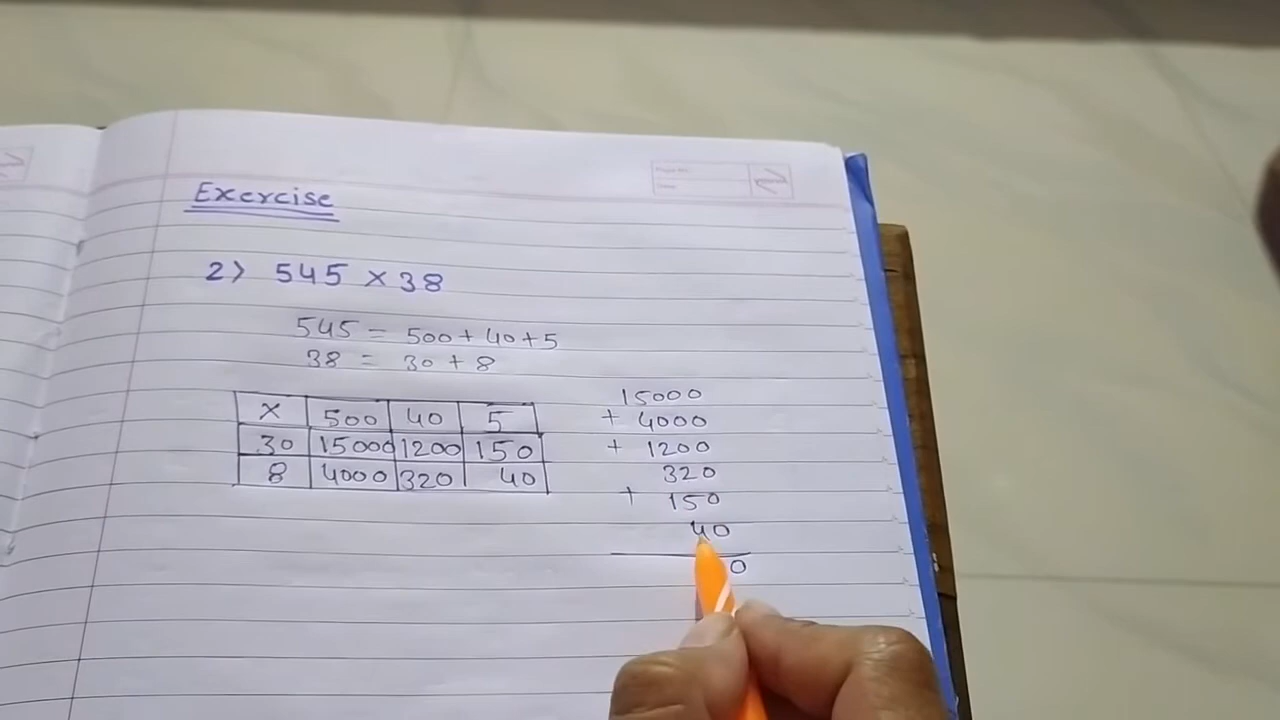 Exercise
2) 545 × 38
545 = 500 + 40 + 5
38 = 30 + 8
× 500 40 5
30 15000 1200 150
8 4000 320 40
15000
+ 4000
+ 1200
320
+ 150
40
0